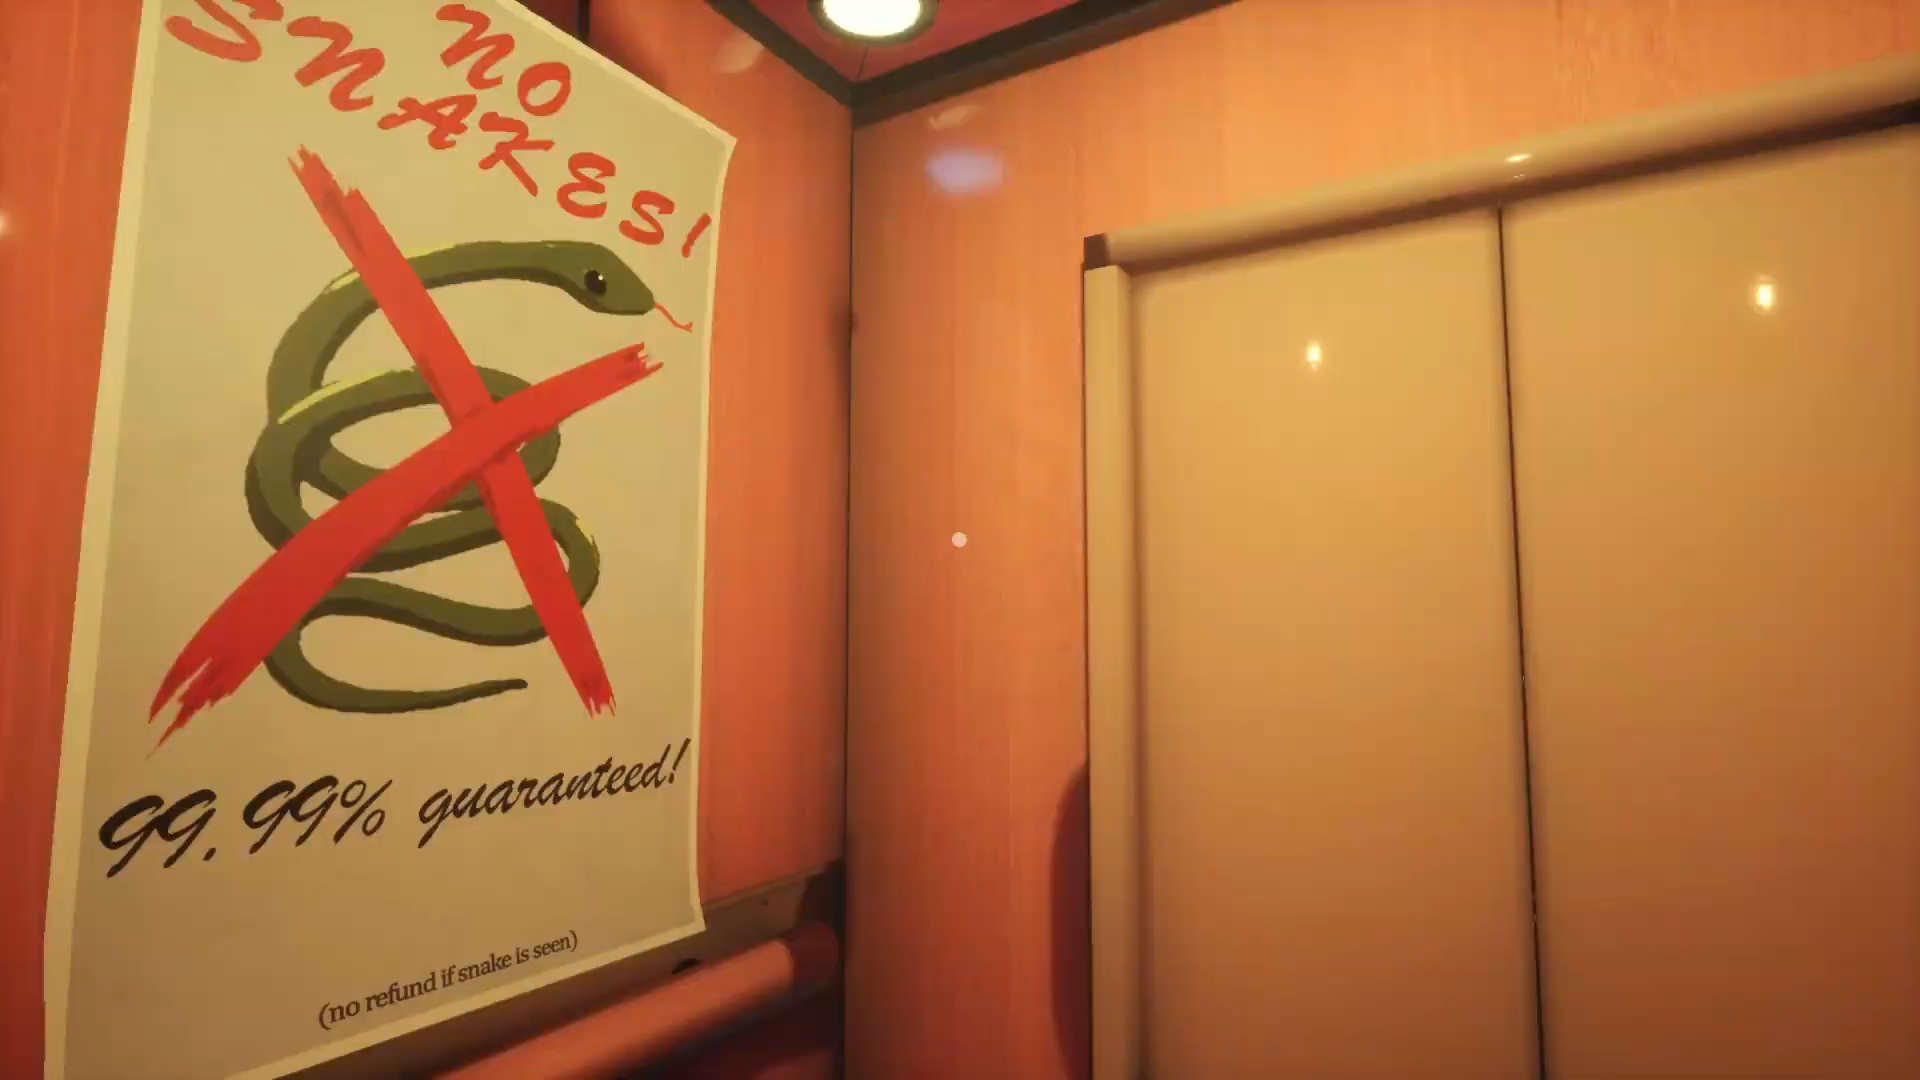 NO
SNAKES!
99.99% guaranteed!
(no refund if snake is seen)